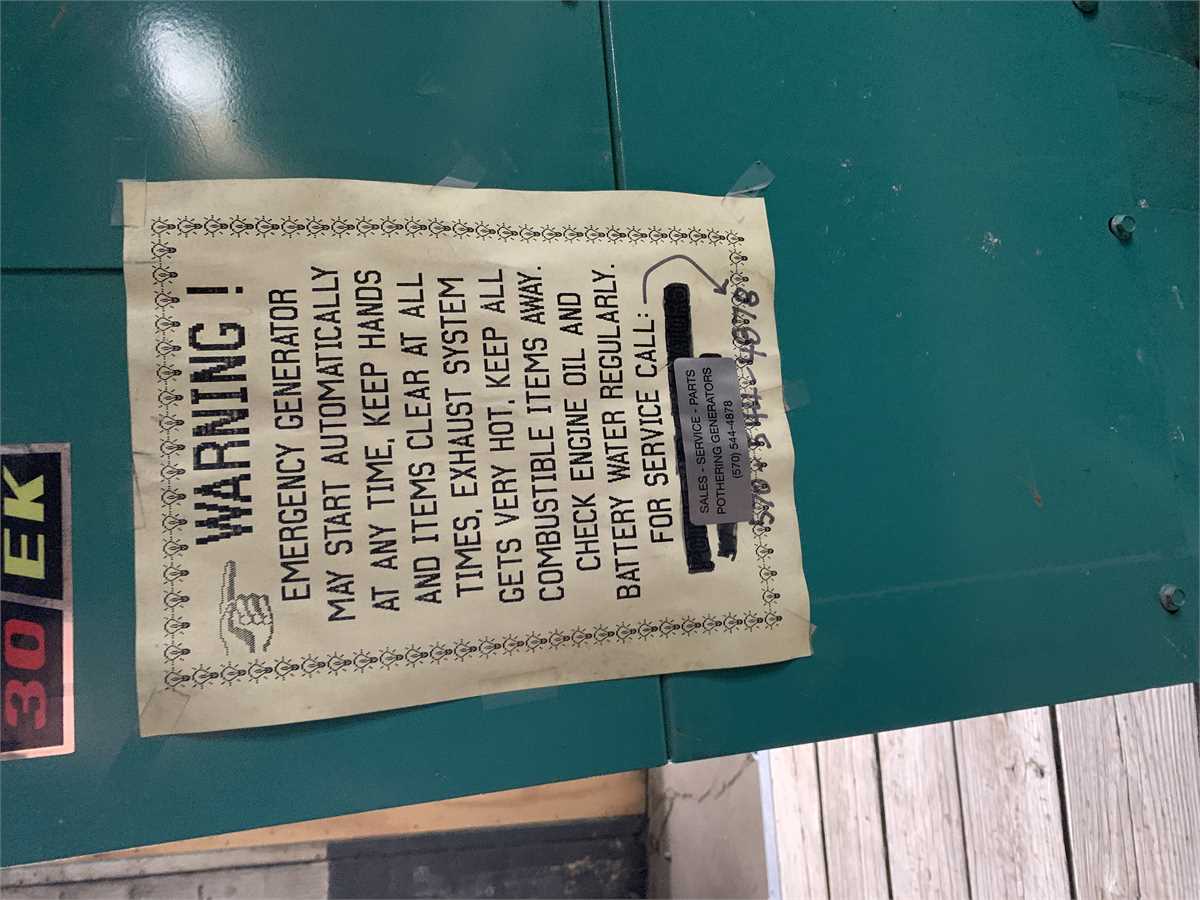 30/EK
WARNING!
EMERGENCY GENERATOR
MAY START AUTOMATICALLY
AT ANY TIME, KEEP HANDS
AND ITEMS CLEAR AT ALL
TIMES, EXHAUST SYSTEM
GETS VERY HOT, KEEP ALL
COMBUSTIBLE ITEMS AWAY.
CHECK ENGINE OIL AND
BATTERY WATER REGULARLY.
FOR SERVICE CALL:
SALES - SERVICE - PARTS
POTHERING GENERATORS
(570) 544-4878
570 544-4878